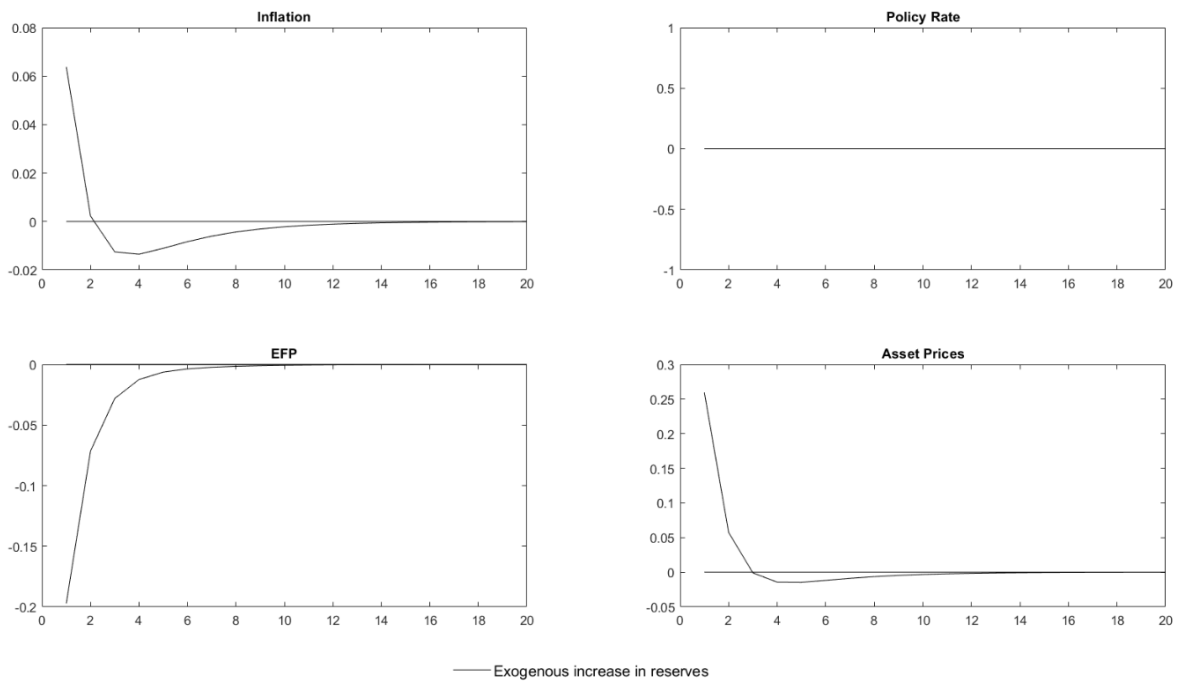 Inflation
0.08
0.06
0.04
0.02
0
-0.02
0 2 4 6 8 10 12 14 16 18 20
Policy Rate
1
0.5
0
-0.5
-1
0 2 4 6 8 10 12 14 16 18 20
EFP
0
-0.05
-0.1
-0.15
-0.2
0 2 4 6 8 10 12 14 16 18 20
Asset Prices
0.3
0.25
0.2
0.15
0.1
0.05
0
-0.05
0 2 4 6 8 10 12 14 16 18 20
Exogenous increase in reserves